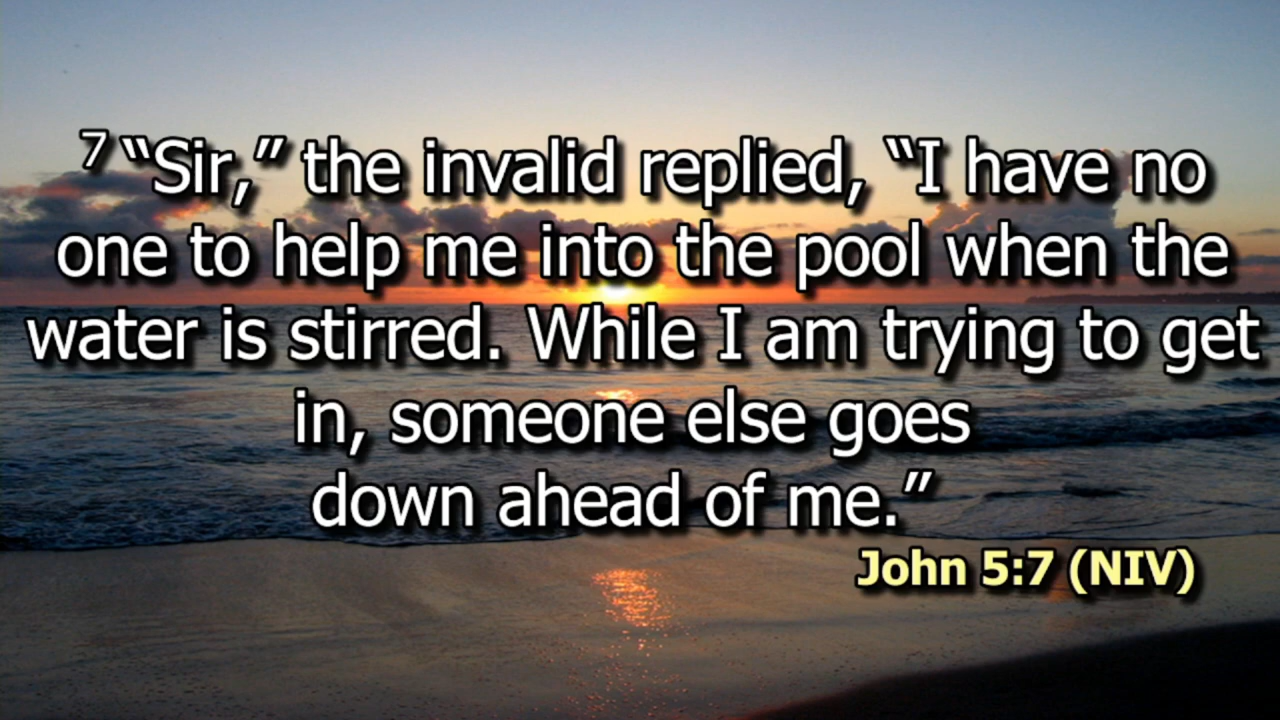 7 “Sir,” the invalid replied, “I have no
one to help me into the pool when the
water is stirred. While I am trying to get
in, someone else goes
down ahead of me.”
John 5:7 (NIV)